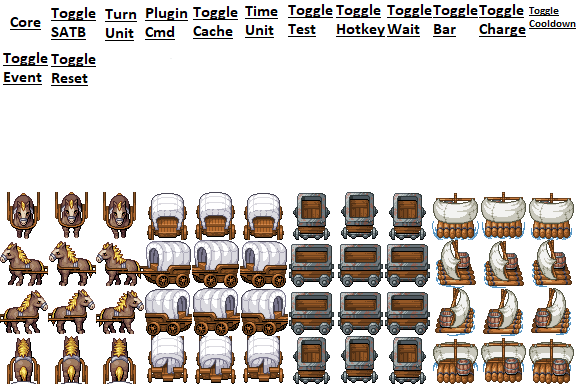 Core
Toggle SATB
Turn Unit
Plugin Cmd
Toggle Cache
Time Unit
Toggle Test
Toggle Hotkey
Toggle Wait
Toggle Bar
Toggle Charge
Toggle Cooldown
Toggle Event
Toggle Reset